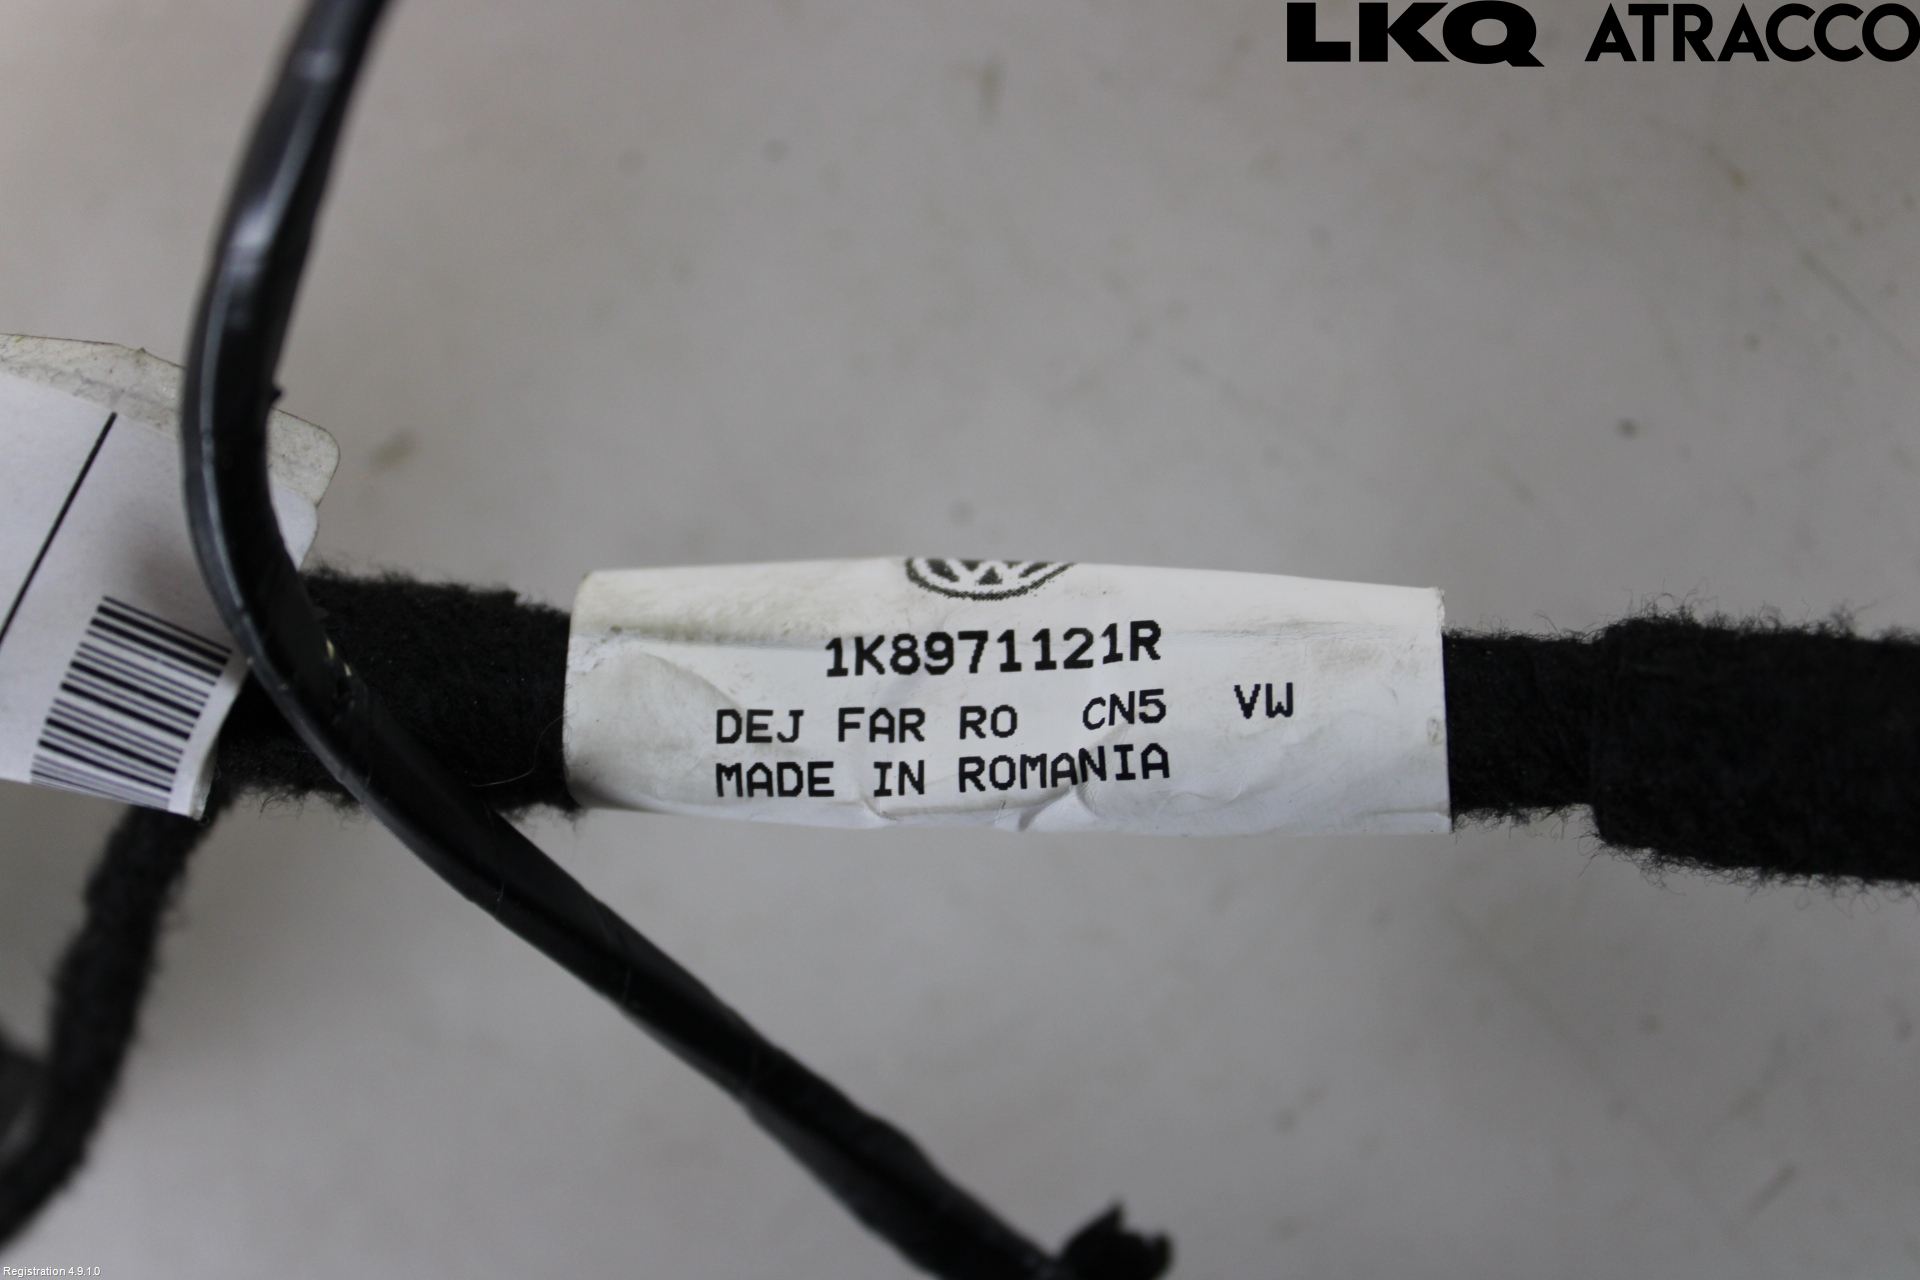 LKQ ATRACCO
1K8971121R
DEJ FAR RO CN5 VW
MADE IN ROMANIA
Registration 4.9.1.0